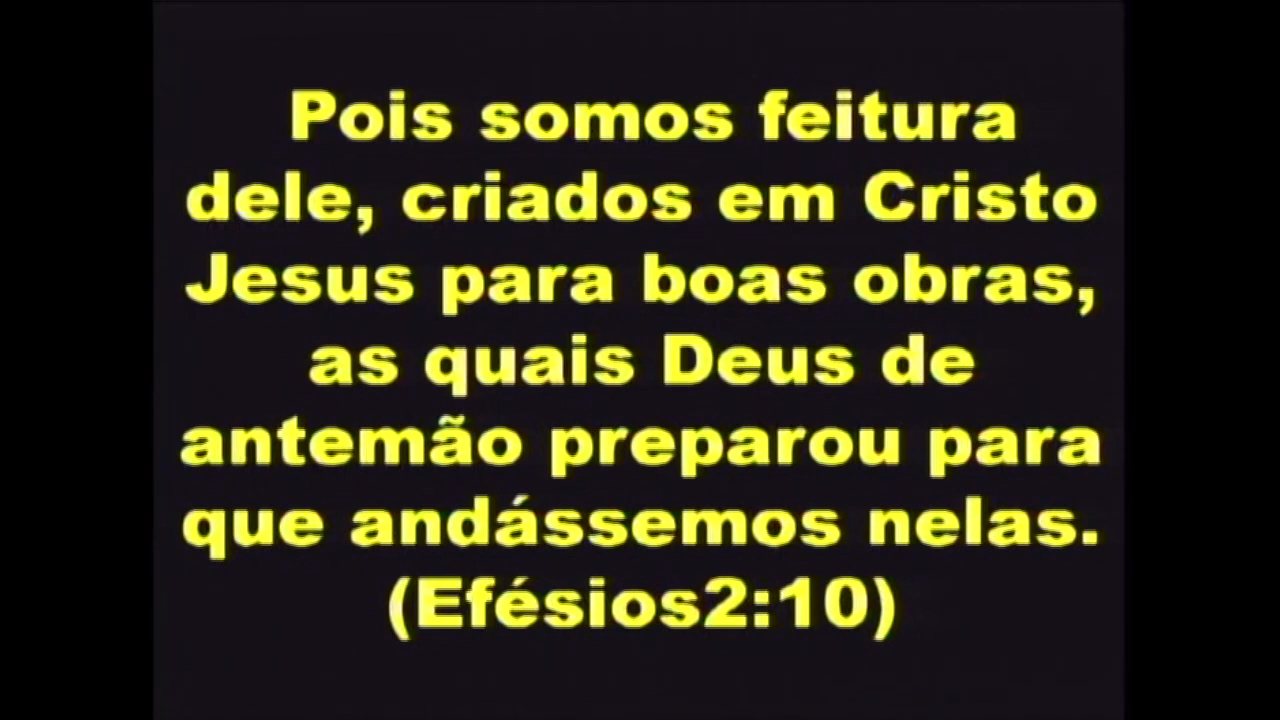 Pois somos feitura
dele, criados em Cristo
Jesus para boas obras,
as quais Deus de
antemão preparou para
que andássemos nelas.
(Efésios2:10)